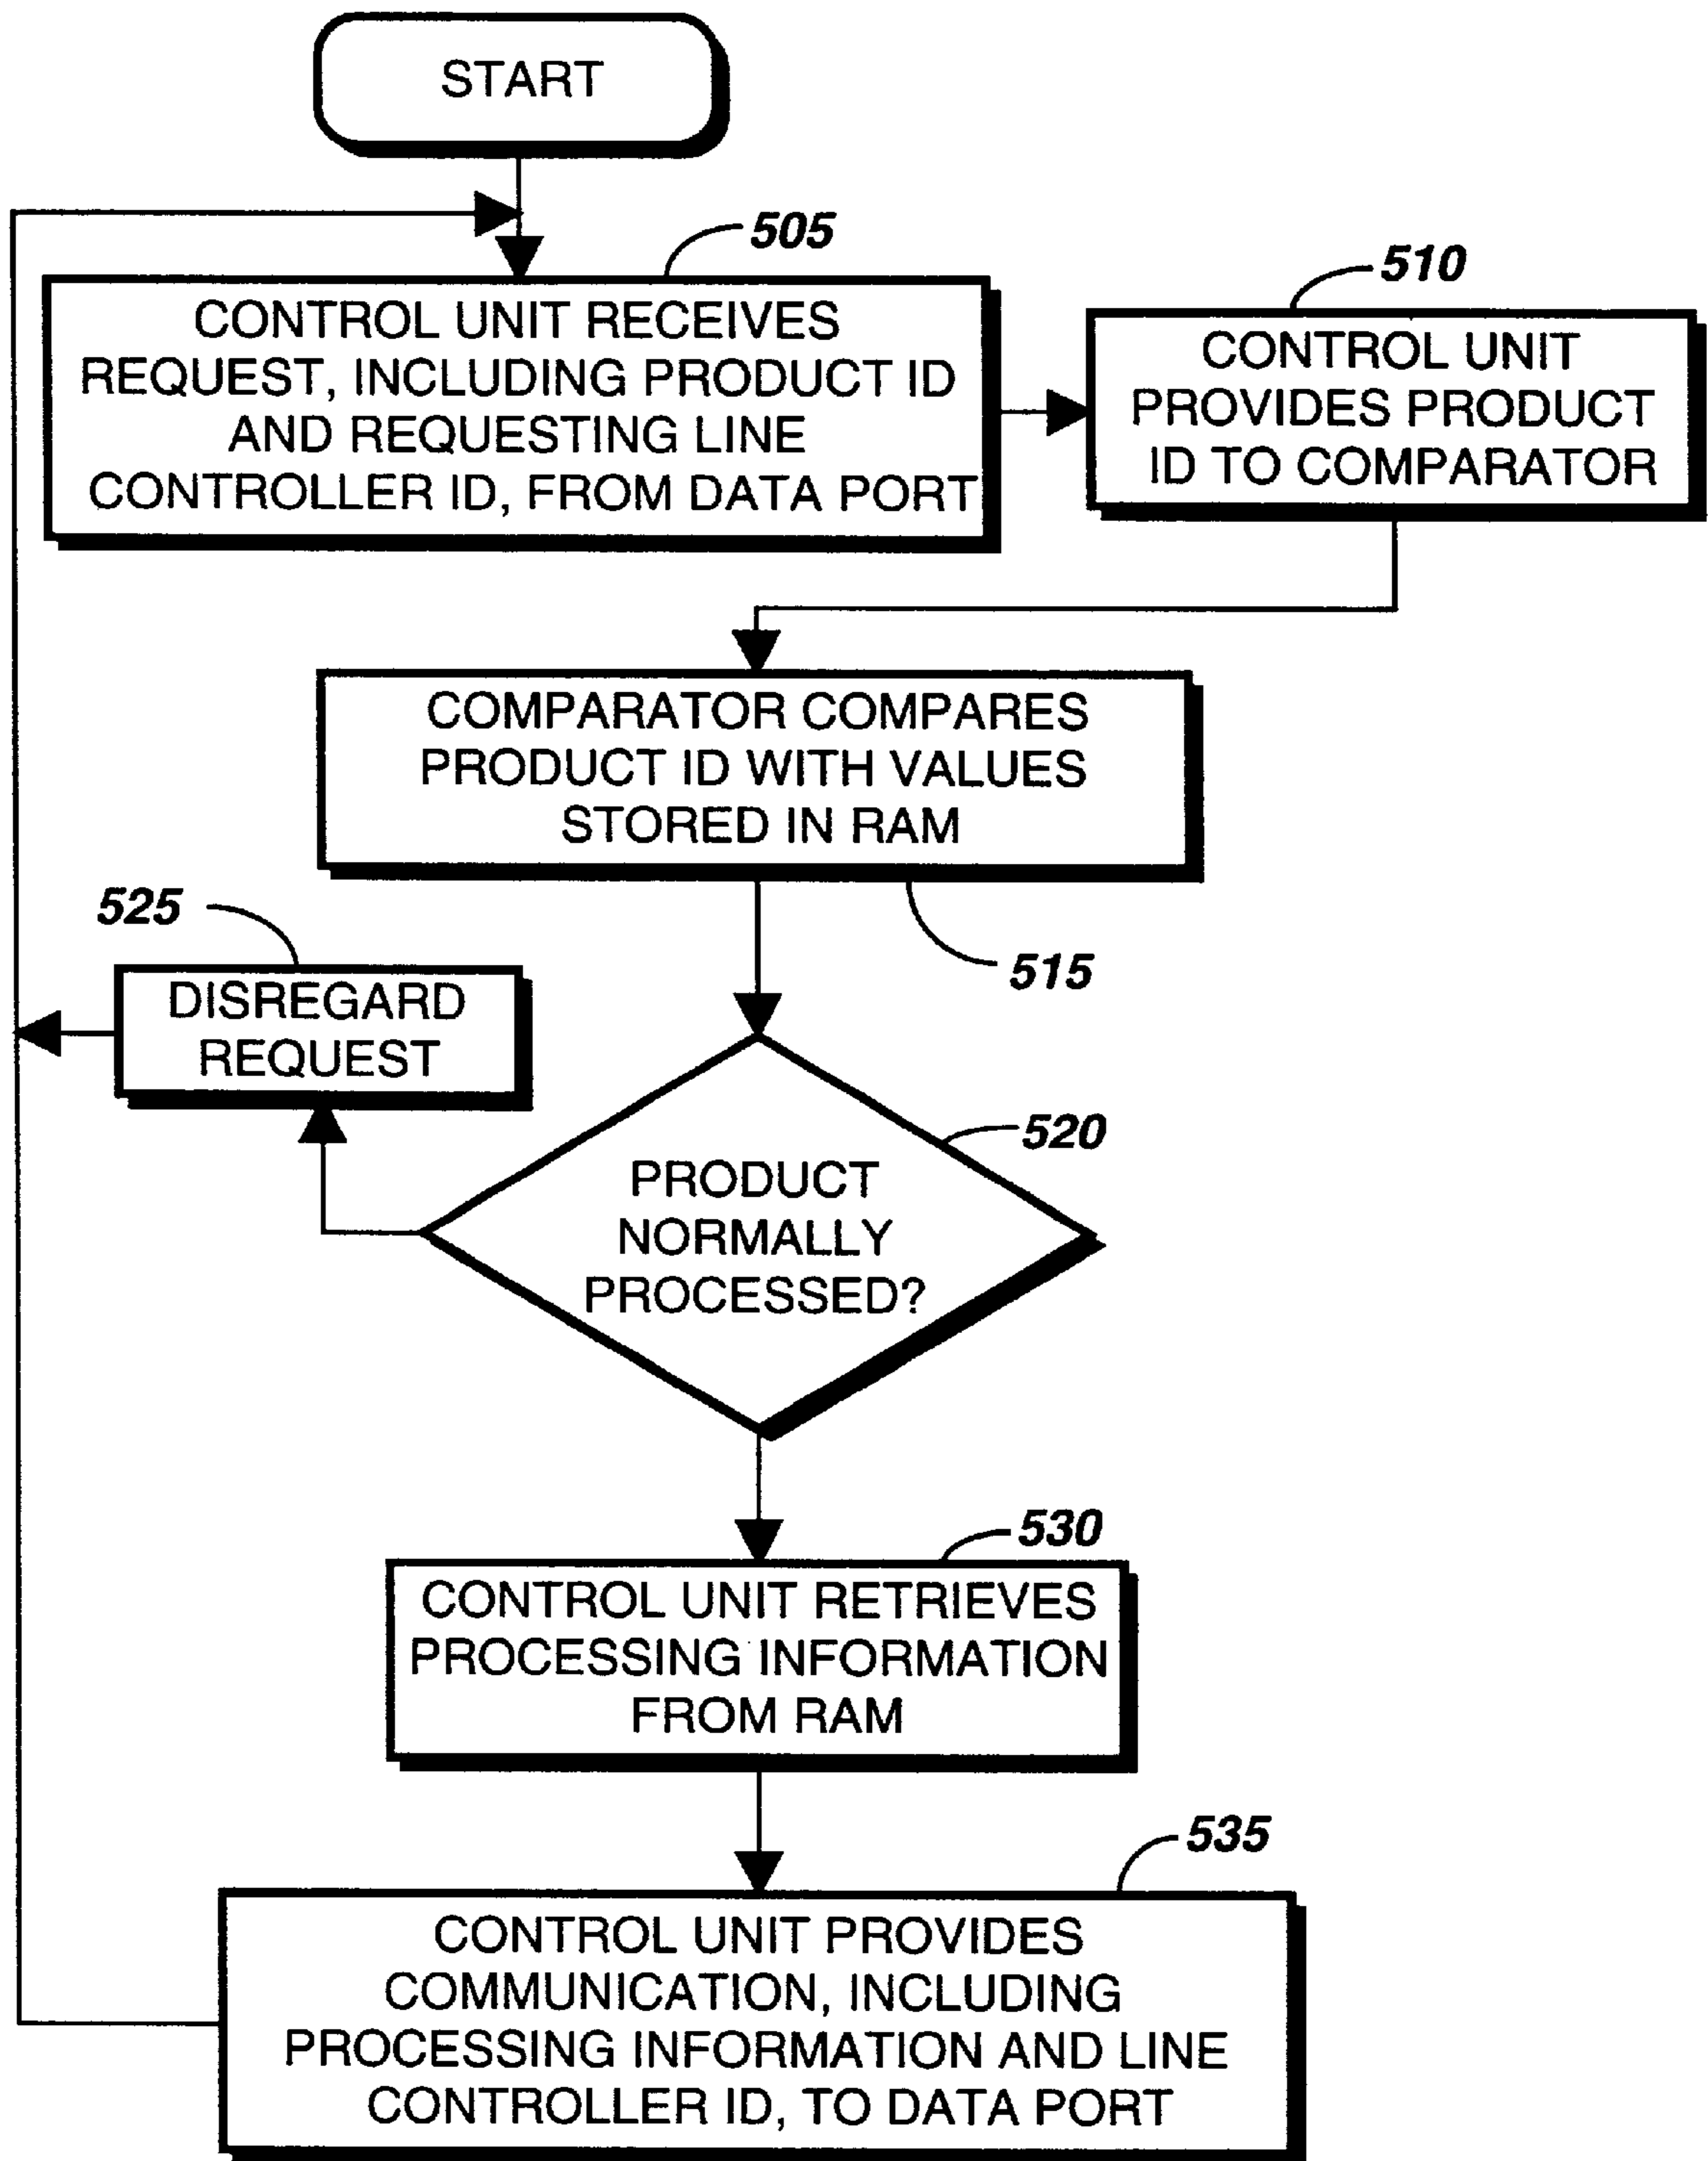 START
505
CONTROL UNIT RECEIVES
REQUEST, INCLUDING PRODUCT ID
AND REQUESTING LINE
CONTROLLER ID, FROM DATA PORT
510
CONTROL UNIT
PROVIDES PRODUCT
ID TO COMPARATOR
COMPARATOR COMPARES
PRODUCT ID WITH VALUES
STORED IN RAM
515
525
DISREGARD
REQUEST
520
PRODUCT
NORMALLY
PROCESSED?
530
CONTROL UNIT RETRIEVES
PROCESSING INFORMATION
FROM RAM
535
CONTROL UNIT PROVIDES
COMMUNICATION, INCLUDING
PROCESSING INFORMATION AND LINE
CONTROLLER ID, TO DATA PORT